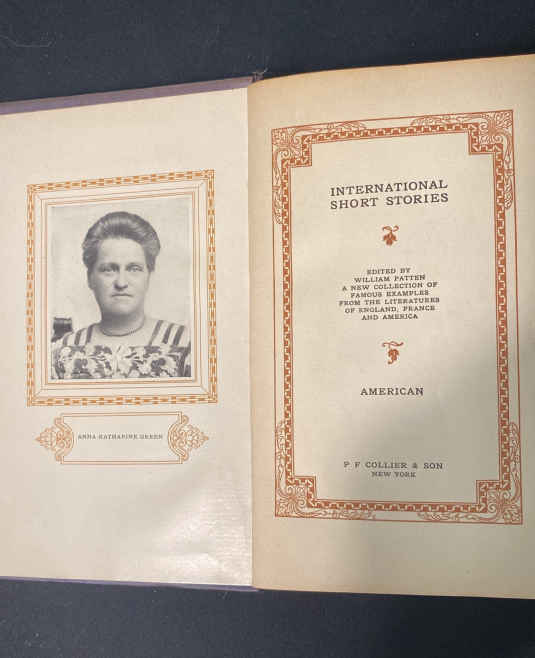 ANNA KATHARINE GREEN
INTERNATIONAL
SHORT STORIES
EDITED BY
WILLIAM PATTEN
A NEW COLLECTION OF
FAMOUS EXAMPLES
FROM THE LITERATURES
OF ENGLAND, FRANCE
AND AMERICA
AMERICAN
P F COLLIER & SON
NEW YORK